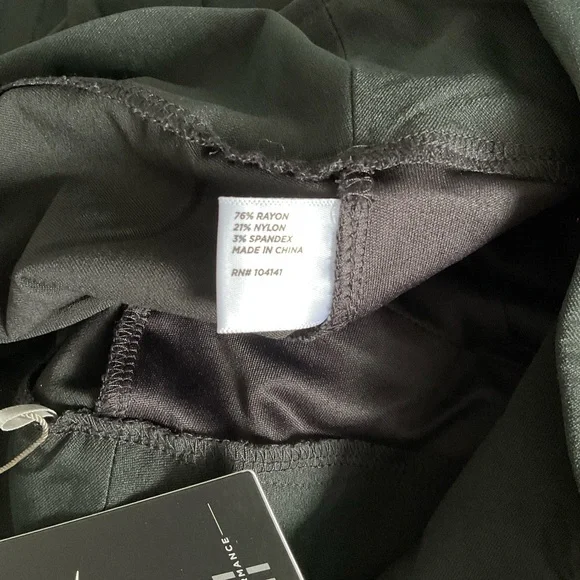 76% RAYON
21% NYLON
3% SPANDEX
MADE IN CHINA
RN# 104141